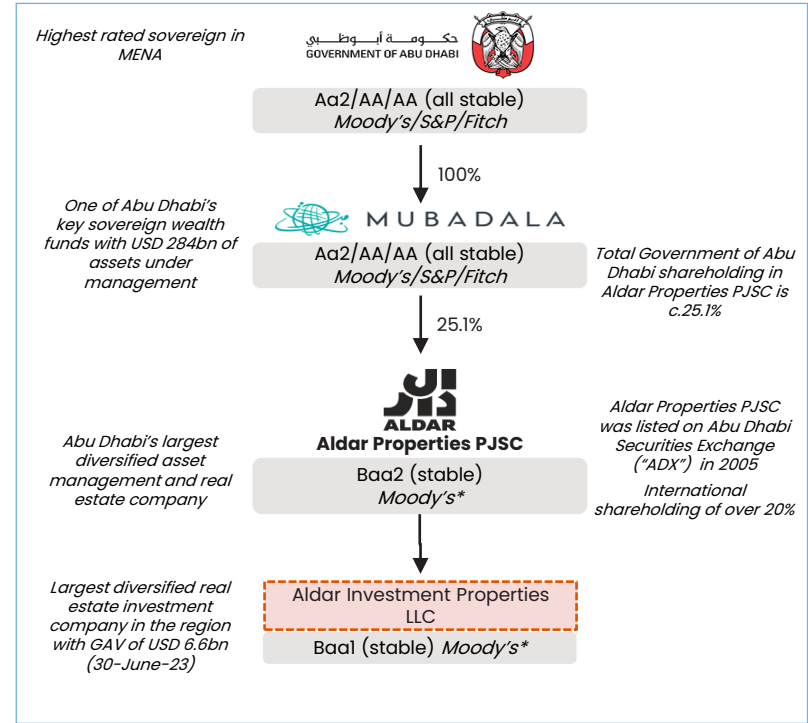 Highest rated sovereign in
MENA
حكومة أبوظبي
GOVERNMENT OF ABU DHABI
Aa2/AA/AA (all stable)
Moody's/S&P/Fitch
100%
One of Abu Dhabi's
key sovereign wealth
funds with USD 284bn of
assets under
management
MUBADALA
Aa2/AA/AA (all stable)
Moody's/S&P/Fitch
Total Government of Abu
Dhabi shareholding in
Aldar Properties PJSC is
c.25.1%
25.1%
الدار
ALDAR
Aldar Properties PJSC
Abu Dhabi's largest
diversified asset
management and real
estate company
Baa2 (stable)
Moody's*
Aldar Properties PJSC
was listed on Abu Dhabi
Securities Exchange
("ADX") in 2005
International
shareholding of over 20%
Largest diversified real
estate investment
company in the region
with GAV of USD 6.6bn
(30-June-23)
Aldar Investment Properties
LLC
Baa1 (stable) Moody's*